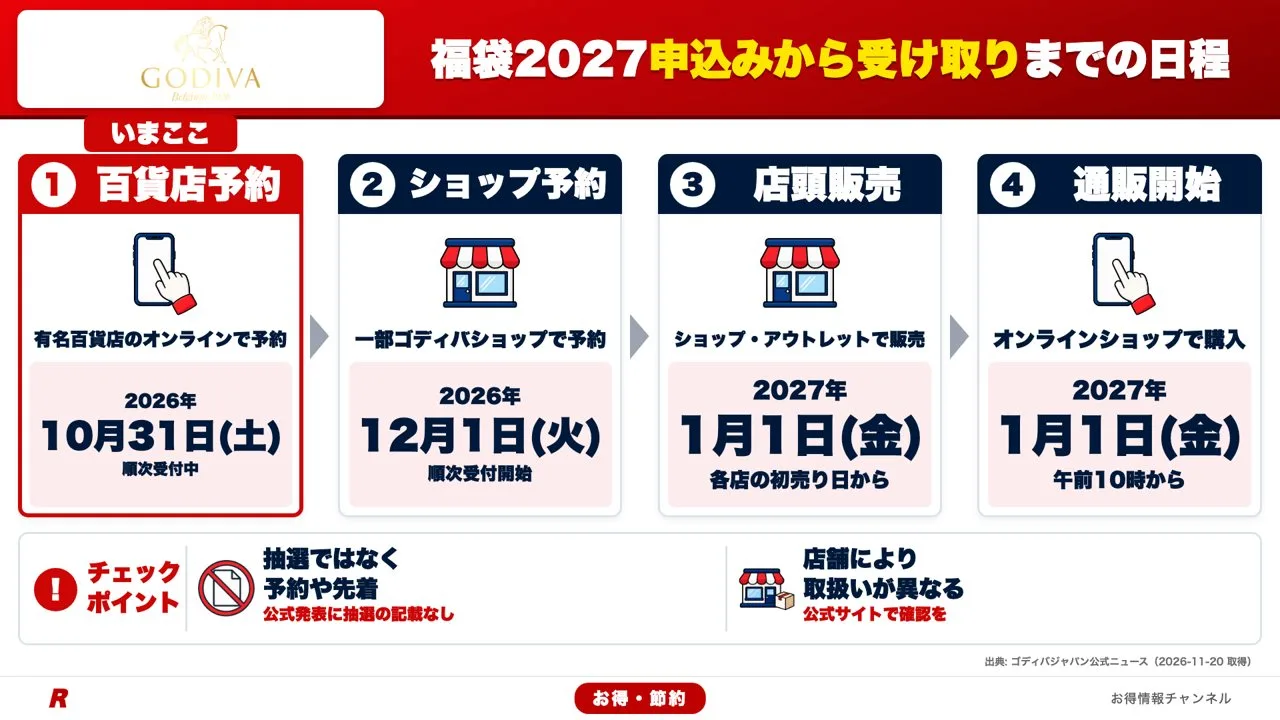 GODIVA
福袋2027申込みから受け取りまでの日程
いまここ
1 百貨店予約
有名百貨店のオンラインで予約
2026年
10月31日(土)
順次受付中
2 ショップ予約
一部ゴディバショップで予約
2026年
12月1日(火)
順次受付開始
3 店頭販売
ショップ・アウトレットで販売
2027年
1月1日(金)
各店の初売り日から
4 通販開始
オンラインショップで購入
2027年
1月1日(金)
午前10時から
!
チェック
ポイント
抽選ではなく
予約や先着
公式発表に抽選の記載なし
店舗により
取扱いが異なる
公式サイトで確認を
出典: ゴディバジャパン公式ニュース（2026-11-20 取得）
R
お得・節約
お得情報チャンネル